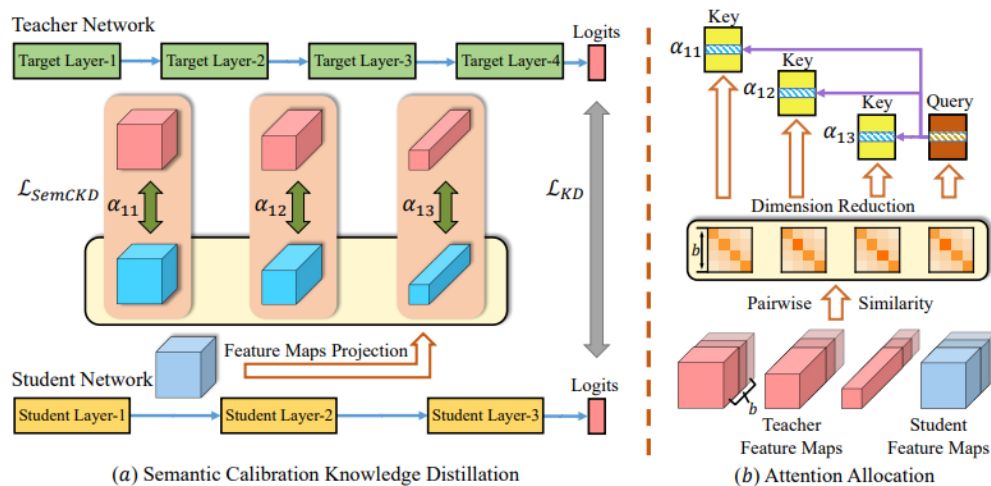 Teacher Network
Logits
Target Layer-1
Target Layer-2
Target Layer-3
Target Layer-4
ℒ_SemCKD
α₁₁
α₁₂
α₁₃
ℒ_KD
Feature Maps Projection
Student Network
Logits
Student Layer-1
Student Layer-2
Student Layer-3
(a) Semantic Calibration Knowledge Distillation
Key
α₁₁
Key
α₁₂
Key
Query
α₁₃
Dimension Reduction
b
Pairwise Similarity
b
Teacher
Feature Maps
Student
Feature Maps
(b) Attention Allocation